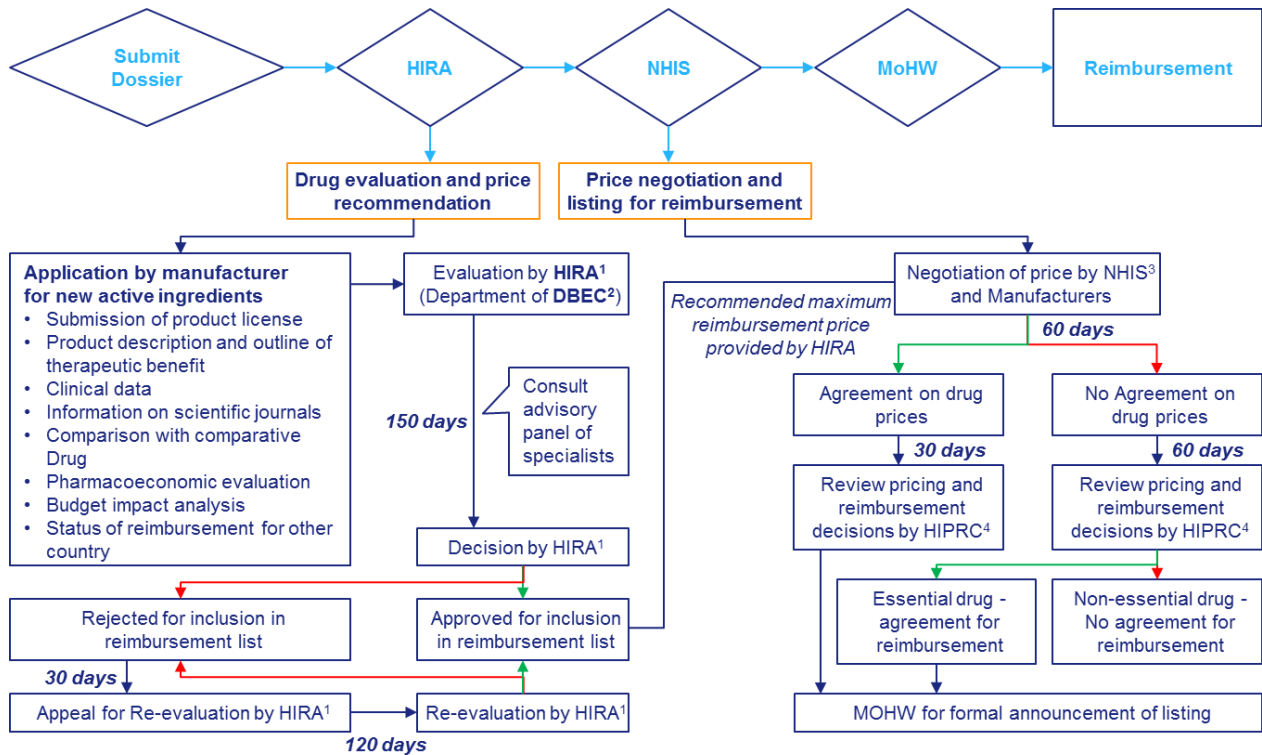 Submit
Dossier
HIRA
NHIS
MoHW
Reimbursement
Drug evaluation and price
recommendation
Price negotiation and
listing for reimbursement
Application by manufacturer
for new active ingredients
• Submission of product license
• Product description and outline of
therapeutic benefit
• Clinical data
• Information on scientific journals
• Comparison with comparative
Drug
• Pharmacoeconomic evaluation
• Budget impact analysis
• Status of reimbursement for other
country
Evaluation by HIRA¹
(Department of DBEC²)
150 days
Consult
advisory
panel of
specialists
Decision by HIRA¹
Rejected for inclusion in
reimbursement list
Approved for inclusion
in reimbursement list
30 days
Appeal for Re-evaluation by HIRA¹
120 days
Re-evaluation by HIRA¹
Recommended maximum
reimbursement price
provided by HIRA
Negotiation of price by NHIS³
and Manufacturers
60 days
Agreement on drug
prices
No Agreement on
drug prices
30 days
60 days
Review pricing and
reimbursement
decisions by HIPRC⁴
Review pricing and
reimbursement
decisions by HIPRC⁴
Essential drug -
agreement for
reimbursement
Non-essential drug -
No agreement for
reimbursement
MOHW for formal announcement of listing